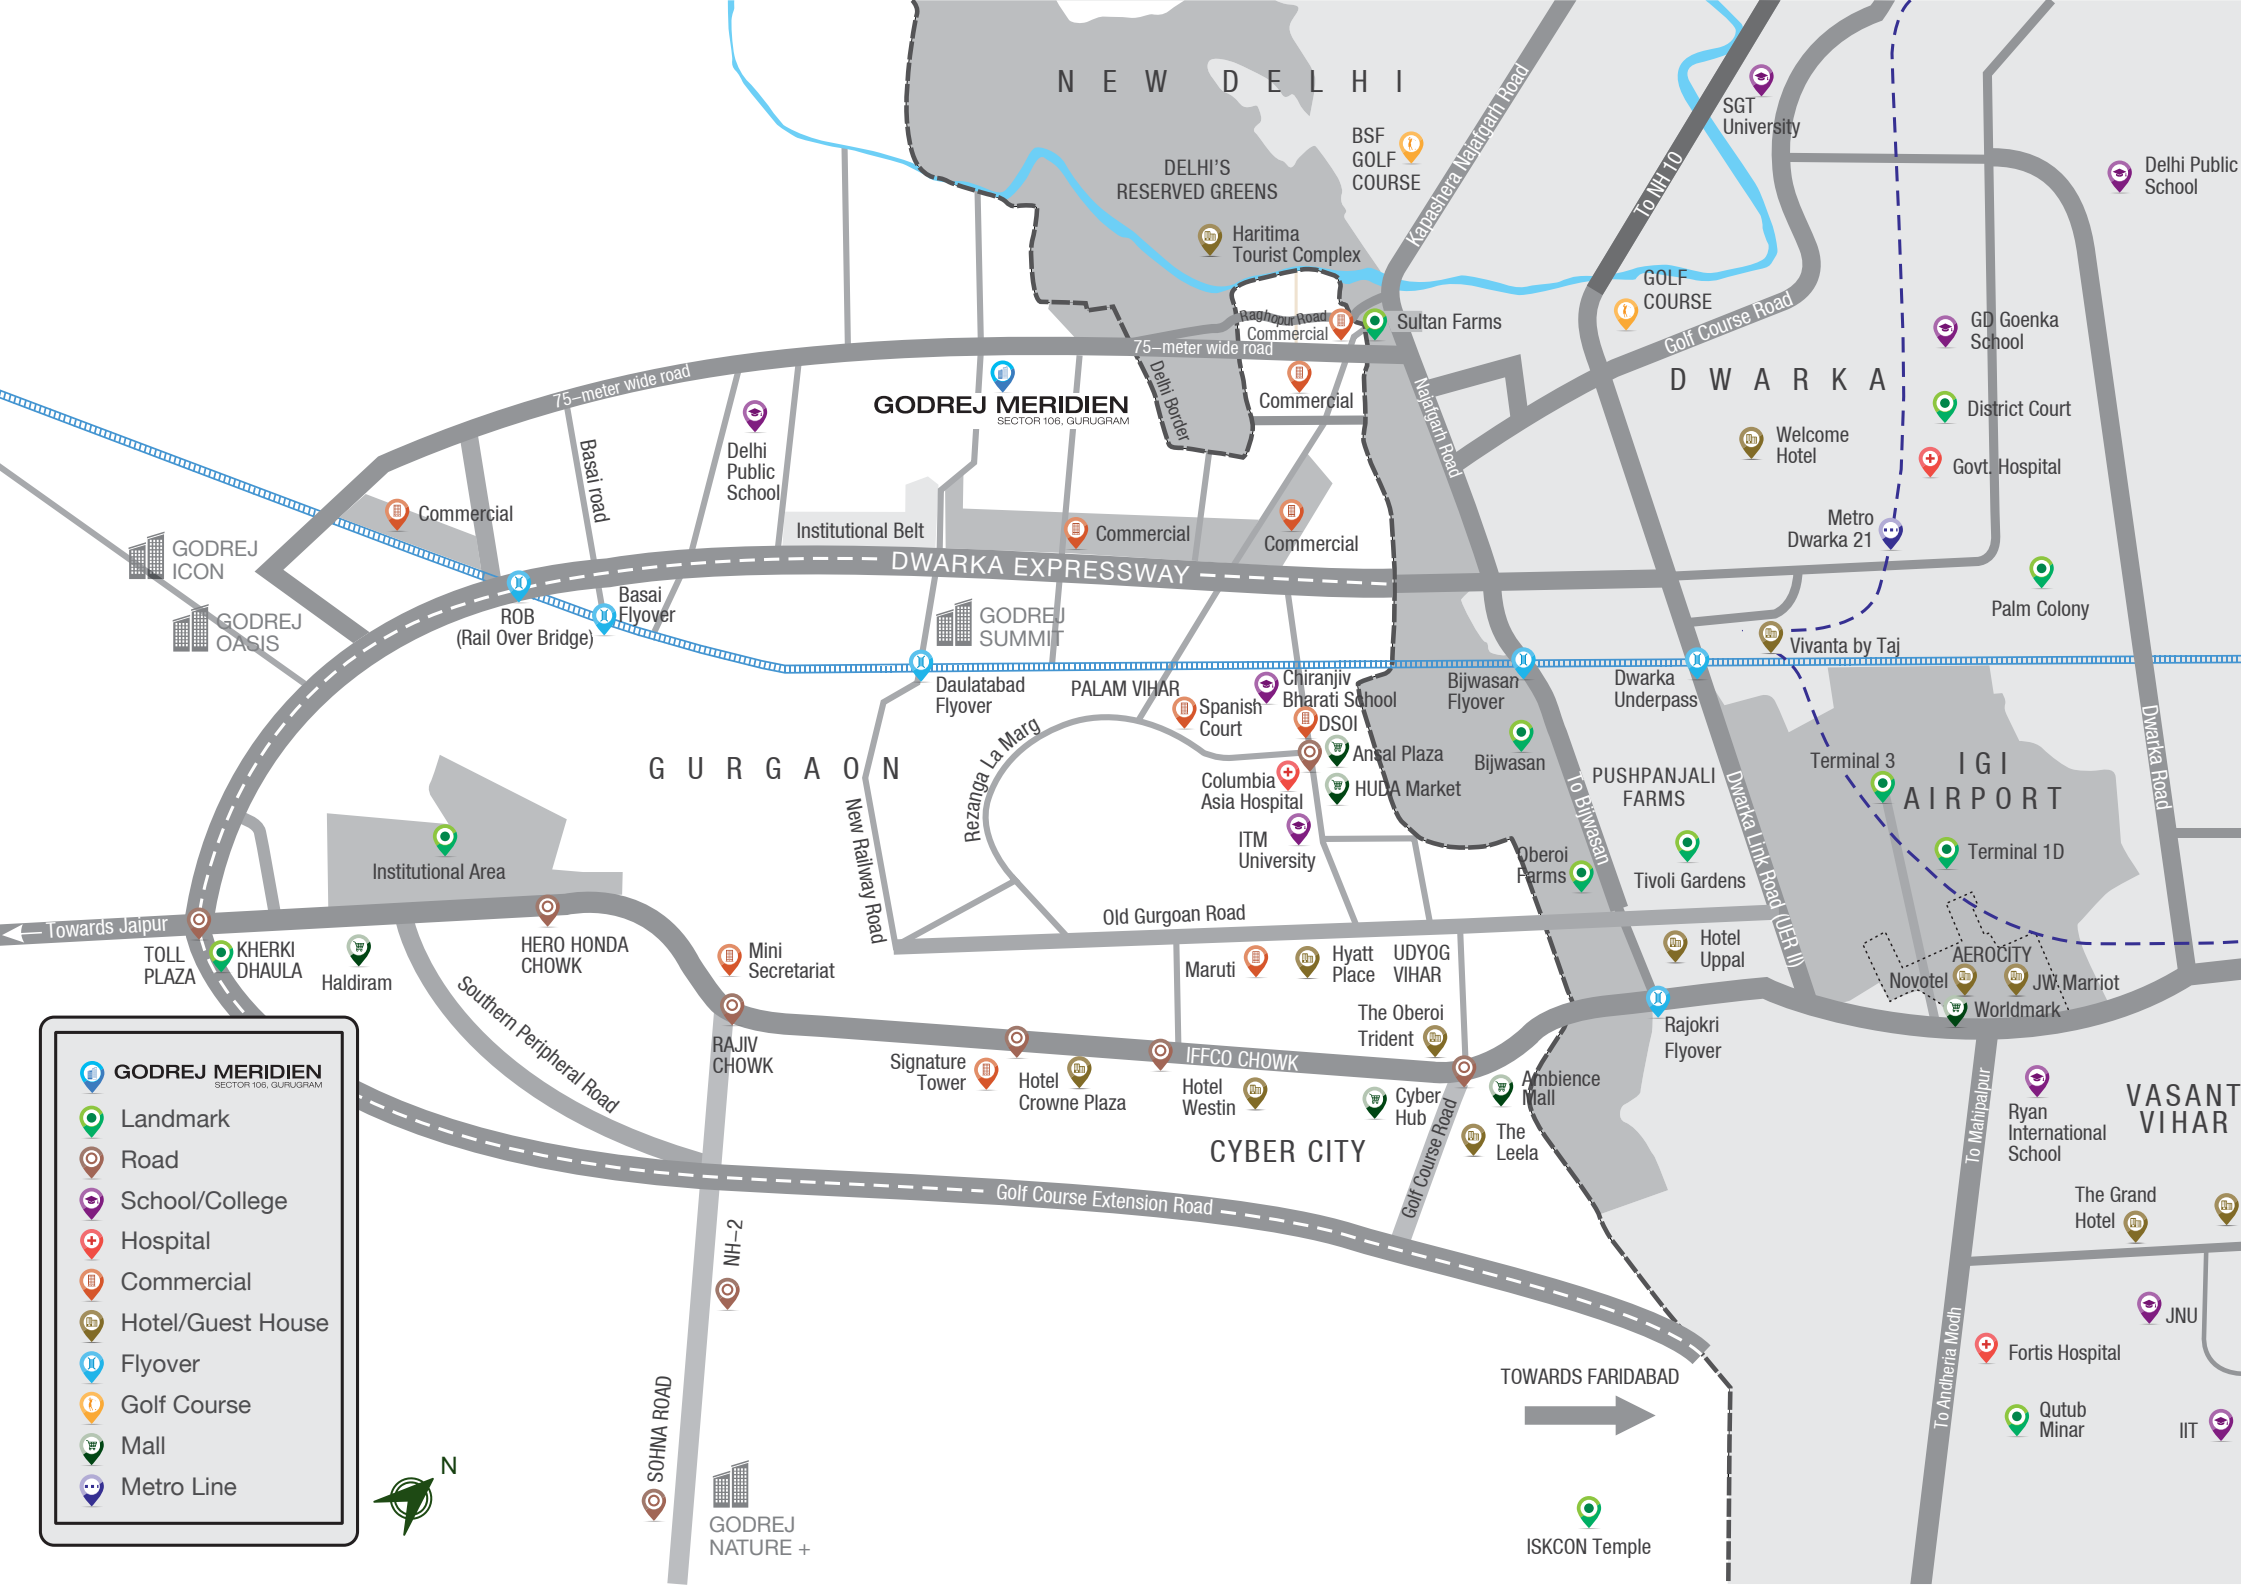 NEW DELHI
BSF
GOLF
COURSE
DELHI'S
RESERVED GREENS
Haritima
Tourist Complex
Kapashera Najafgarh Road
To NH 10
SGT
University
Delhi Public
School
GOLF
COURSE
Golf Course Road
Raghopur Road
Commercial
Sultan Farms
75-meter wide road
75-meter wide road
GD Goenka
School
DWARKA
District Court
Welcome
Hotel
Govt. Hospital
Metro
Dwarka 21
Palm Colony
GODREJ MERIDIEN
SECTOR 106, GURUGRAM
Delhi Border
Commercial
Najafgarh Road
Basai road
Delhi
Public
School
Commercial
Institutional Belt
Commercial
Commercial
DWARKA EXPRESSWAY
GODREJ
ICON
GODREJ
OASIS
ROB
(Rail Over Bridge)
Basai
Flyover
GODREJ
SUMMIT
Vivanta by Taj
Daulatabad
Flyover
PALAM VIHAR
Chiranjiv
Bharati School
Spanish
Court
DSOI
Ansal Plaza
Columbia
Asia Hospital
HUDA Market
ITM
University
Bijwasan
Flyover
Dwarka
Underpass
Bijwasan
To Bijwasan
PUSHPANJALI
FARMS
Dwarka Link Road (UER II)
Terminal 3
IGI
AIRPORT
Terminal 1D
Dwarka Road
Oberoi
Farms
Tivoli Gardens
GURGAON
Rezanga La Marg
New Railway Road
Institutional Area
Old Gurgoan Road
Towards Jaipur
TOLL
PLAZA
KHERKI
DHAULA
Haldiram
HERO HONDA
CHOWK
Mini
Secretariat
Southern Peripheral Road
RAJIV
CHOWK
Maruti
Hyatt
Place
UDYOG
VIHAR
The Oberoi
Trident
Hotel
Uppal
Rajokri
Flyover
AEROCITY
Novotel
JW Marriot
Worldmark
Signature
Tower
Hotel
Crowne Plaza
IFFCO CHOWK
Hotel
Westin
Cyber
Hub
Ambience
Mall
The
Leela
CYBER CITY
Golf Course Road
Golf Course Extension Road
NH-2
SOHNA ROAD
GODREJ
NATURE +
TOWARDS FARIDABAD
ISKCON Temple
To Mahipalpur
To Andheria Modh
Ryan
International
School
VASANT
VIHAR
The Grand
Hotel
JNU
Fortis Hospital
Qutub
Minar
IIT
GODREJ MERIDIEN
SECTOR 106, GURUGRAM
Landmark
Road
School/College
Hospital
Commercial
Hotel/Guest House
Flyover
Golf Course
Mall
Metro Line
N